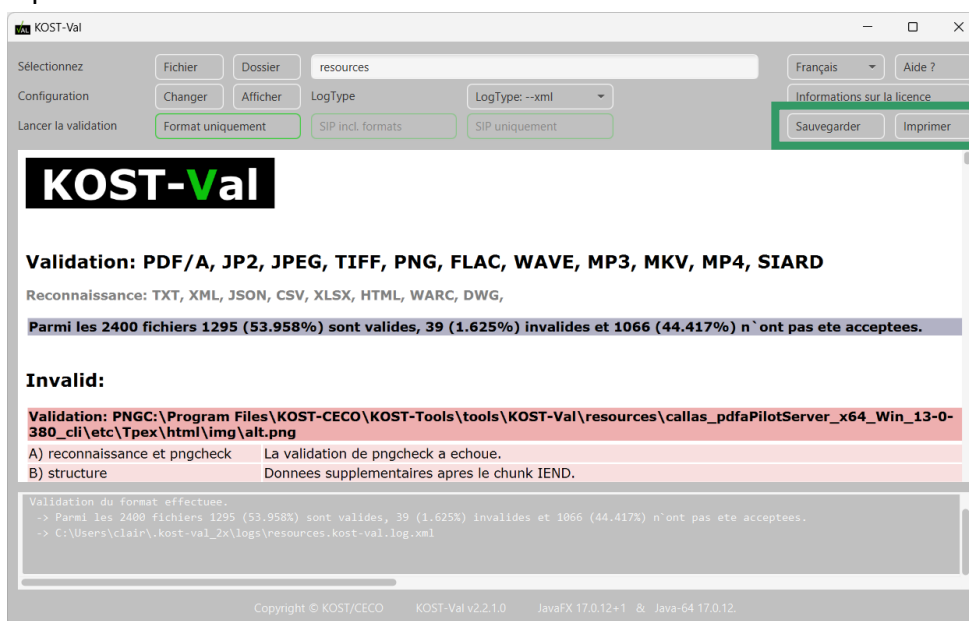 KOST-Val
Sélectionnez Fichier Dossier resources Français Aide ?
Configuration Changer Afficher LogType LogType: --xml Informations sur la licence
Lancer la validation Format uniquement SIP incl. formats SIP uniquement Sauvegarder Imprimer
KOST-Val
Validation: PDF/A, JP2, JPEG, TIFF, PNG, FLAC, WAVE, MP3, MKV, MP4, SIARD
Reconnaissance: TXT, XML, JSON, CSV, XLSX, HTML, WARC, DWG,
Parmi les 2400 fichiers 1295 (53.958%) sont valides, 39 (1.625%) invalides et 1066 (44.417%) n`ont pas ete acceptees.
Invalid:
Validation: PNGC:\Program Files\KOST-CECO\KOST-Tools\tools\KOST-Val\resources\callas_pdfaPilotServer_x64_Win_13-0-
380_cli\etc\Tpex\html\img\alt.png
A) reconnaissance et pngcheck La validation de pngcheck a echoue.
B) structure Donnees supplementaires apres le chunk IEND.
Validation du format effectuee.
-> Parmi les 2400 fichiers 1295 (53.958%) sont valides, 39 (1.625%) invalides et 1066 (44.417%) n`ont pas ete acceptees.
-> C:\Users\clair\.kost-val_2x\logs\resources.kost-val.log.xml
Copyright © KOST/CECO KOST-Val v2.2.1.0 JavaFX 17.0.12+1 & Java-64 17.0.12.